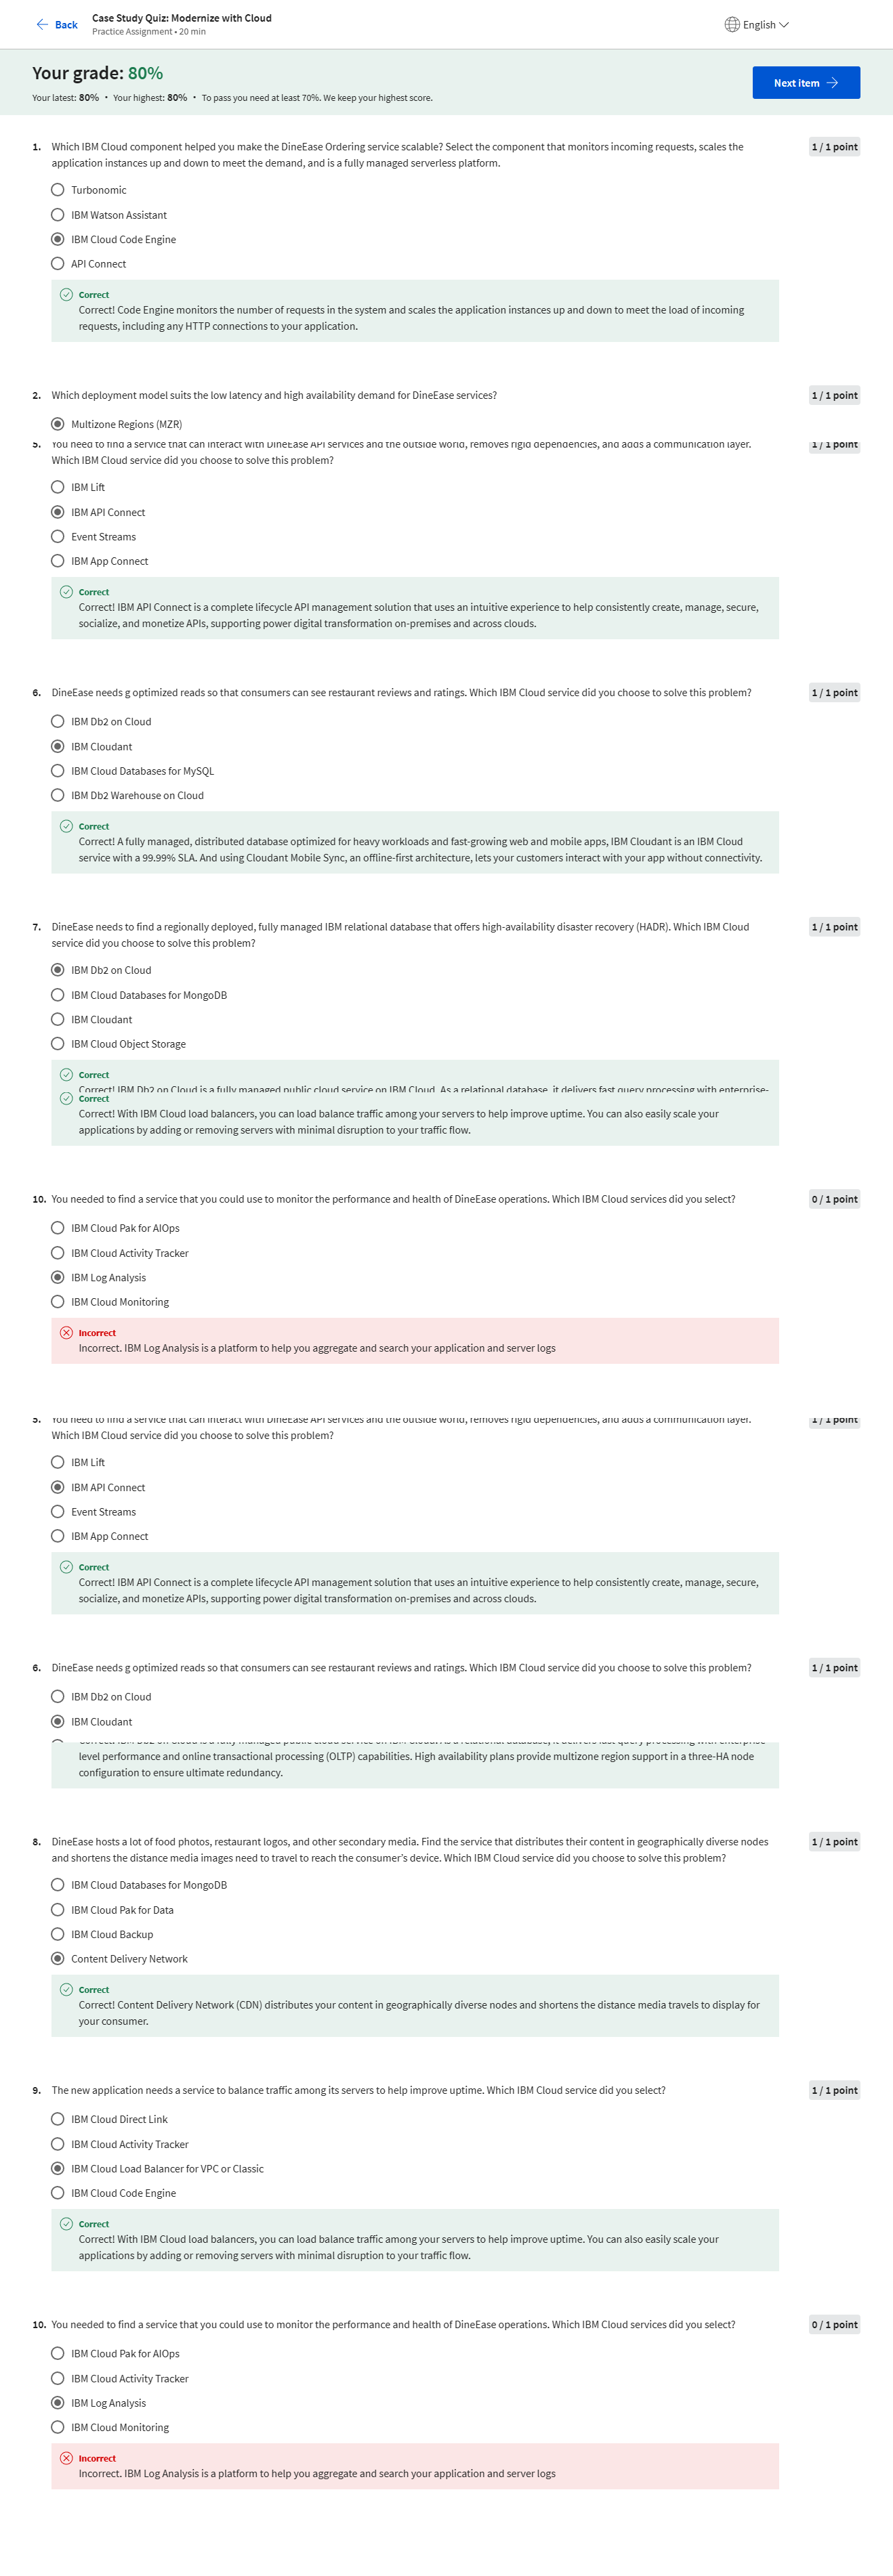 Back
Case Study Quiz: Modernize with Cloud
Practice Assignment • 20 min
English
Your grade: 80%
Your latest: 80% • Your highest: 80% • To pass you need at least 70%. We keep your highest score.
Next item
1. Which IBM Cloud component helped you make the DineEase Ordering service scalable? Select the component that monitors incoming requests, scales the
application instances up and down to meet the demand, and is a fully managed serverless platform.
1 / 1 point
Turbonomic
IBM Watson Assistant
IBM Cloud Code Engine
API Connect
Correct
Correct! Code Engine monitors the number of requests in the system and scales the application instances up and down to meet the load of incoming
requests, including any HTTP connections to your application.
2. Which deployment model suits the low latency and high availability demand for DineEase services?
1 / 1 point
Multizone Regions (MZR)
5. You need to find a service that can interact with DineEase API services and the outside world, removes rigid dependencies, and adds a communication layer.
Which IBM Cloud service did you choose to solve this problem?
1 / 1 point
IBM Lift
IBM API Connect
Event Streams
IBM App Connect
Correct
Correct! IBM API Connect is a complete lifecycle API management solution that uses an intuitive experience to help consistently create, manage, secure,
socialize, and monetize APIs, supporting power digital transformation on-premises and across clouds.
6. DineEase needs g optimized reads so that consumers can see restaurant reviews and ratings. Which IBM Cloud service did you choose to solve this problem?
1 / 1 point
IBM Db2 on Cloud
IBM Cloudant
IBM Cloud Databases for MySQL
IBM Db2 Warehouse on Cloud
Correct
Correct! A fully managed, distributed database optimized for heavy workloads and fast-growing web and mobile apps, IBM Cloudant is an IBM Cloud
service with a 99.99% SLA. And using Cloudant Mobile Sync, an offline-first architecture, lets your customers interact with your app without connectivity.
7. DineEase needs to find a regionally deployed, fully managed IBM relational database that offers high-availability disaster recovery (HADR). Which IBM Cloud
service did you choose to solve this problem?
1 / 1 point
IBM Db2 on Cloud
IBM Cloud Databases for MongoDB
IBM Cloudant
IBM Cloud Object Storage
Correct
Correct! IBM Db2 on Cloud is a fully managed public cloud service on IBM Cloud. As a relational database, it delivers fast query processing with enterprise-
Correct
Correct! With IBM Cloud load balancers, you can load balance traffic among your servers to help improve uptime. You can also easily scale your
applications by adding or removing servers with minimal disruption to your traffic flow.
10. You needed to find a service that you could use to monitor the performance and health of DineEase operations. Which IBM Cloud services did you select?
0 / 1 point
IBM Cloud Pak for AIOps
IBM Cloud Activity Tracker
IBM Log Analysis
IBM Cloud Monitoring
Incorrect
Incorrect. IBM Log Analysis is a platform to help you aggregate and search your application and server logs
5. You need to find a service that can interact with DineEase API services and the outside world, removes rigid dependencies, and adds a communication layer.
Which IBM Cloud service did you choose to solve this problem?
1 / 1 point
IBM Lift
IBM API Connect
Event Streams
IBM App Connect
Correct
Correct! IBM API Connect is a complete lifecycle API management solution that uses an intuitive experience to help consistently create, manage, secure,
socialize, and monetize APIs, supporting power digital transformation on-premises and across clouds.
6. DineEase needs g optimized reads so that consumers can see restaurant reviews and ratings. Which IBM Cloud service did you choose to solve this problem?
1 / 1 point
IBM Db2 on Cloud
IBM Cloudant
Correct! IBM Db2 on Cloud is a fully managed public cloud service on IBM Cloud. As a relational database, it delivers fast query processing with enterprise-
level performance and online transactional processing (OLTP) capabilities. High availability plans provide multizone region support in a three-HA node
configuration to ensure ultimate redundancy.
8. DineEase hosts a lot of food photos, restaurant logos, and other secondary media. Find the service that distributes their content in geographically diverse nodes
and shortens the distance media images need to travel to reach the consumer’s device. Which IBM Cloud service did you choose to solve this problem?
1 / 1 point
IBM Cloud Databases for MongoDB
IBM Cloud Pak for Data
IBM Cloud Backup
Content Delivery Network
Correct
Correct! Content Delivery Network (CDN) distributes your content in geographically diverse nodes and shortens the distance media travels to display for
your consumer.
9. The new application needs a service to balance traffic among its servers to help improve uptime. Which IBM Cloud service did you select?
1 / 1 point
IBM Cloud Direct Link
IBM Cloud Activity Tracker
IBM Cloud Load Balancer for VPC or Classic
IBM Cloud Code Engine
Correct
Correct! With IBM Cloud load balancers, you can load balance traffic among your servers to help improve uptime. You can also easily scale your
applications by adding or removing servers with minimal disruption to your traffic flow.
10. You needed to find a service that you could use to monitor the performance and health of DineEase operations. Which IBM Cloud services did you select?
0 / 1 point
IBM Cloud Pak for AIOps
IBM Cloud Activity Tracker
IBM Log Analysis
IBM Cloud Monitoring
Incorrect
Incorrect. IBM Log Analysis is a platform to help you aggregate and search your application and server logs